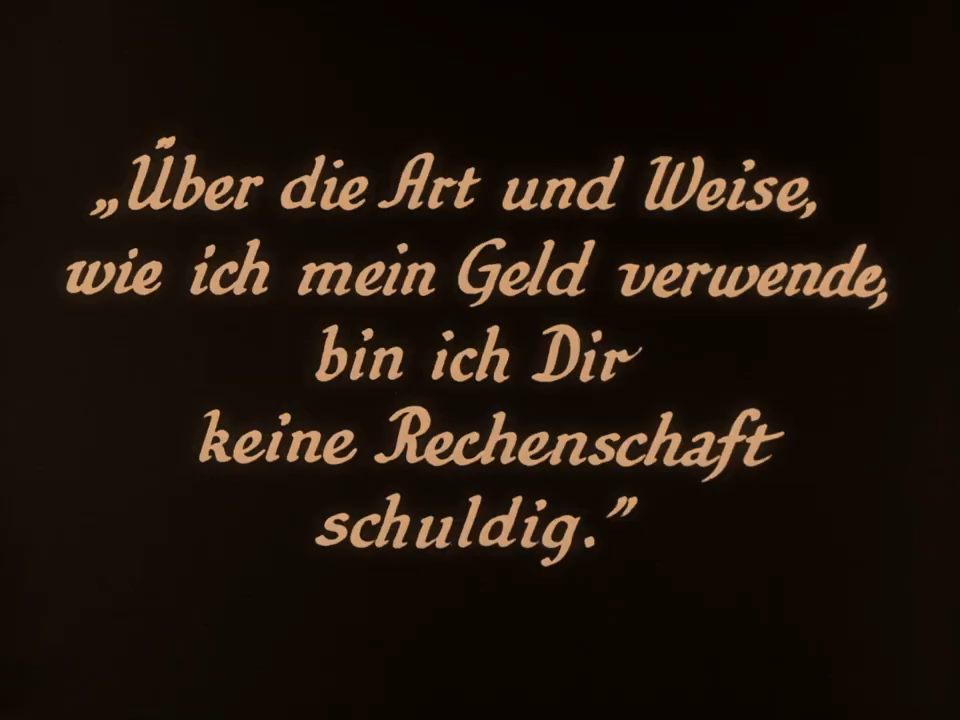 „Über die Art und Weise,
wie ich mein Geld verwende,
bin ich Dir
keine Rechenschaft
schuldig.”